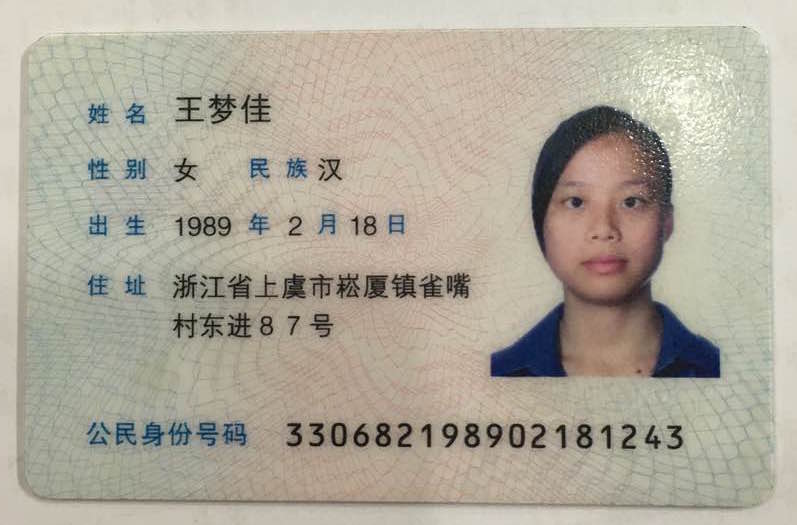 姓名 王梦佳
性别 女 民族 汉
出生 1989 年 2 月 18 日
住址 浙江省上虞市崧厦镇雀嘴
村东进87号
公民身份号码 330682198902181243